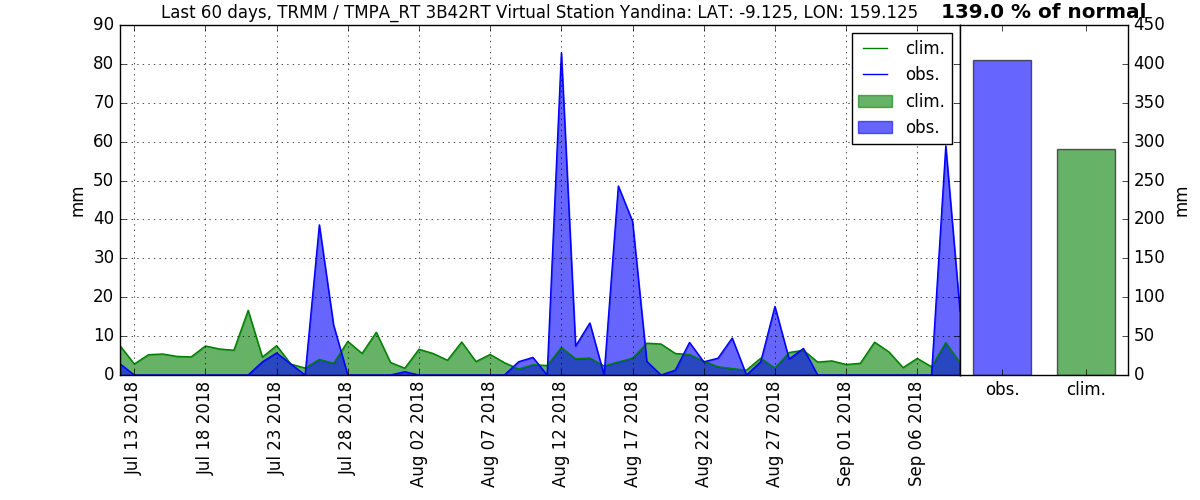 Last 60 days, TRMM / TMPA_RT 3B42RT Virtual Station Yandina: LAT: -9.125, LON: 159.125
139.0 % of normal
90
80
70
60
50
40
30
20
10
0
mm
clim.
obs.
clim.
obs.
Jul 13 2018
Jul 18 2018
Jul 23 2018
Jul 28 2018
Aug 02 2018
Aug 07 2018
Aug 12 2018
Aug 17 2018
Aug 22 2018
Aug 27 2018
Sep 01 2018
Sep 06 2018
450
400
350
300
250
200
150
100
50
0
mm
obs.
clim.